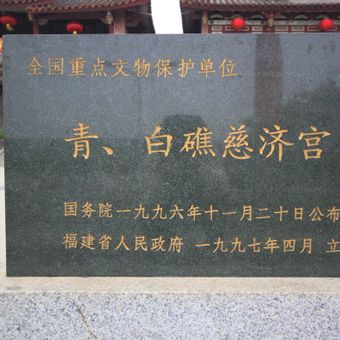 全国重点文物保护单位
青、白礁慈济宫
国务院一九九六年十一月二十日公布
福建省人民政府 一九九七年四月 立